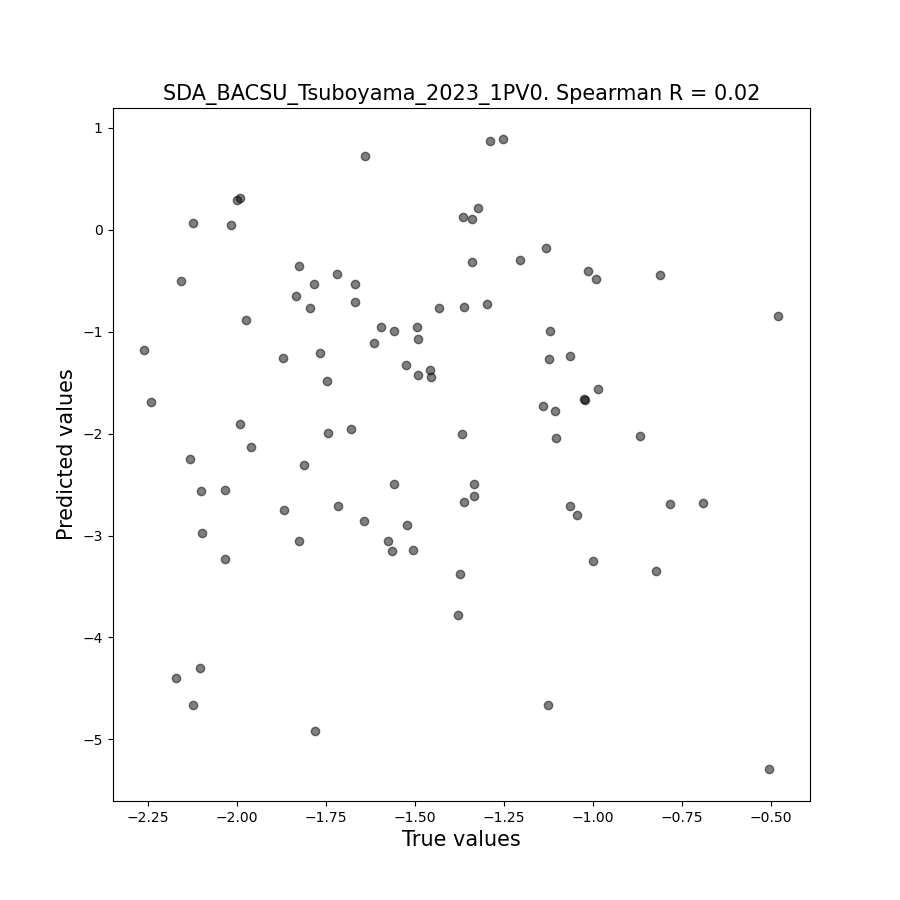 SDA_BACSU_Tsuboyama_2023_1PV0. Spearman R = 0.02
1
0
−1
−2
−3
−4
−5
Predicted values
−2.25 −2.00 −1.75 −1.50 −1.25 −1.00 −0.75 −0.50
True values